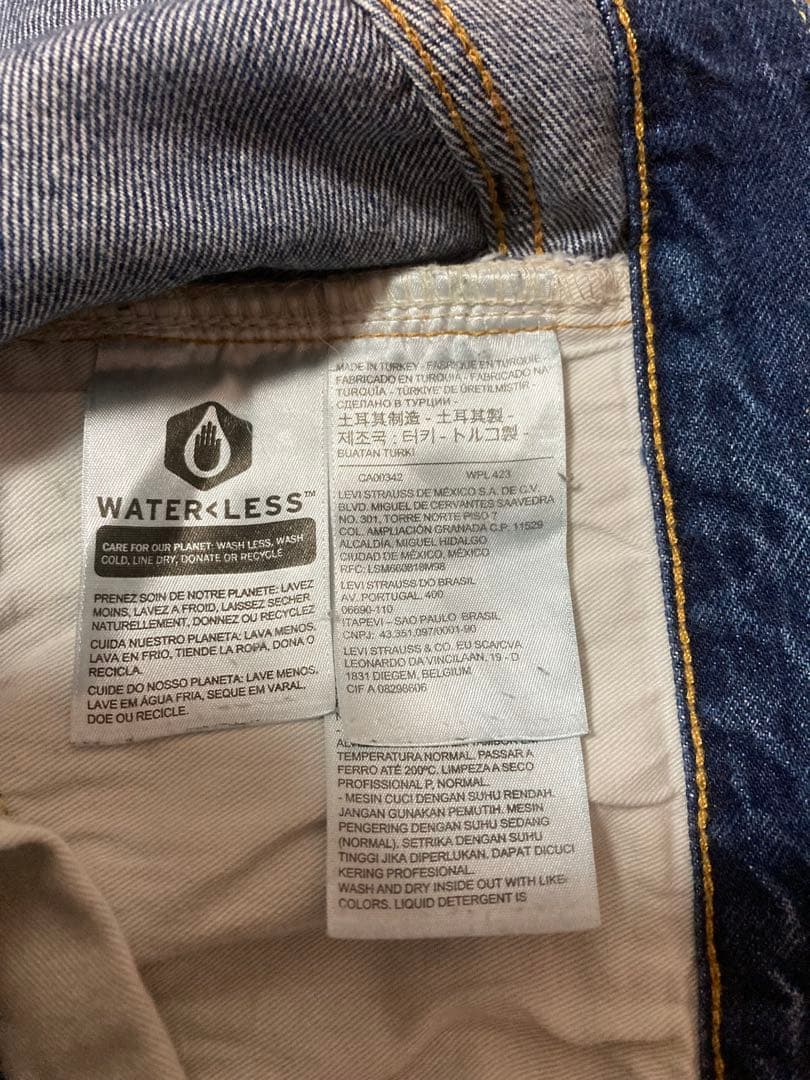 WATER<LESS™
CARE FOR OUR PLANET: WASH LESS, WASH
COLD, LINE DRY, DONATE OR RECYCLE
PRENEZ SOIN DE NOTRE PLANETE: LAVEZ
MOINS, LAVEZ A FROID, LAISSEZ SECHER
NATURELLEMENT, DONNEZ OU RECYCLEZ
CUIDA NUESTRO PLANETA: LAVA MENOS,
LAVA EN FRIO, TIENDE LA ROPA, DONA O
RECICLA.
CUIDE DO NOSSO PLANETA: LAVE MENOS,
LAVE EM ÁGUA FRIA, SEQUE EM VARAL,
DOE OU RECICLE.
MADE IN TURKEY - FABRIQUE EN TURQUIE
FABRICADO EN TURQUIA - FABRICADO NA
TURQUÍA - TÜRKİYE'DE ÜRETİLMİŞTİR -
СДЕЛАНО В ТУРЦИИ -
土耳其制造 - 土耳其製 -
제조국 : 터키 - トルコ製 -
BUATAN TURKI
CA00342 WPL 423
LEVI STRAUSS DE MÉXICO S.A. DE C.V.
BLVD. MIGUEL DE CERVANTES SAAVEDRA
NO. 301, TORRE NORTE PISO 7
COL. AMPLIACIÓN GRANADA C.P. 11529
ALCALDÍA, MIGUEL HIDALGO
CIUDAD DE MÉXICO, MÉXICO
RFC: LSM660818M98
LEVI STRAUSS DO BRASIL
AV. PORTUGAL, 400
06690-110
ITAPEVI - SAO PAULO BRASIL
CNPJ: 43.351.097/0001-90
LEVI STRAUSS & CO. EU SCA/CVA
LEONARDO DA VINCILAAN, 19 - D
1831 DIEGEM, BELGIUM
CIF A 08298606
TEMPERATURA NORMAL. PASSAR A
FERRO ATÉ 200ºC. LIMPEZA A SECO
PROFISSIONAL P, NORMAL.
- MESIN CUCI DENGAN SUHU RENDAH.
JANGAN GUNAKAN PEMUTIH. MESIN
PENGERING DENGAN SUHU SEDANG
(NORMAL). SETRIKA DENGAN SUHU
TINGGI JIKA DIPERLUKAN. DAPAT DICUCI
KERING PROFESIONAL.
WASH AND DRY INSIDE OUT WITH LIKE
COLORS. LIQUID DETERGENT IS